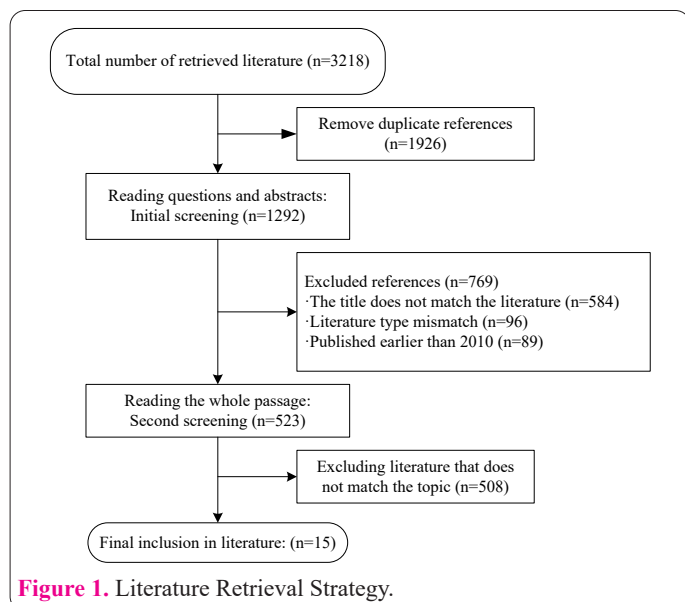 Total number of retrieved literature (n=3218)
Remove duplicate references
(n=1926)
Reading questions and abstracts:
Initial screening (n=1292)
Excluded references (n=769)
·The title does not match the literature (n=584)
·Literature type mismatch (n=96)
·Published earlier than 2010 (n=89)
Reading the whole passage:
Second screening (n=523)
Excluding literature that does
not match the topic (n=508)
Final inclusion in literature: (n=15)
Figure 1. Literature Retrieval Strategy.